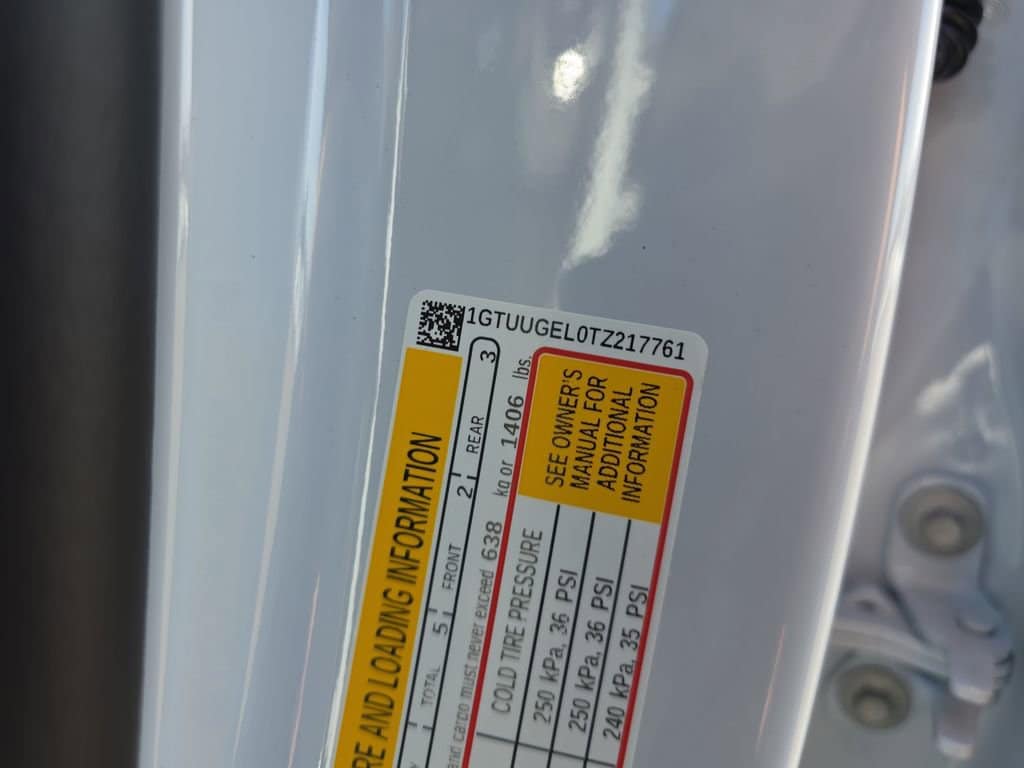 1GTUUGEL0TZ217761
RE AND LOADING INFORMATION
TOTAL 5 FRONT 2 REAR 3
and cargo must never exceed 638 kg or 1406 lbs.
COLD TIRE PRESSURE
SEE OWNER'S
MANUAL FOR
ADDITIONAL
INFORMATION
250 kPa, 36 PSI
250 kPa, 36 PSI
240 kPa, 35 PSI